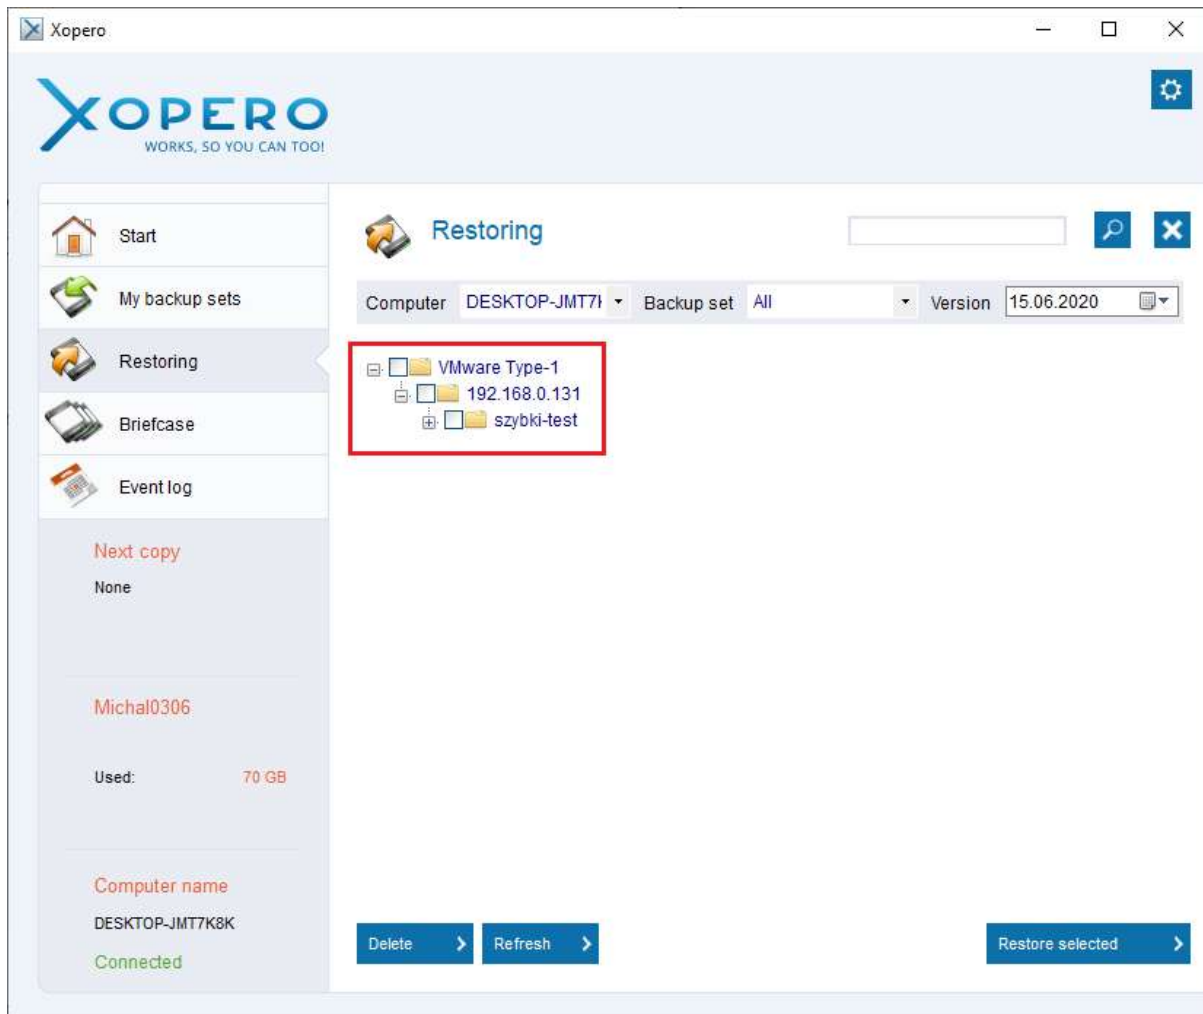 Xopero
XOPERO
WORKS, SO YOU CAN TOO!
Start
My backup sets
Restoring
Briefcase
Event log
Next copy
None
Michal0306
Used: 70 GB
Computer name
DESKTOP-JMT7K8K
Connected
Restoring
Computer DESKTOP-JMT7 Backup set All Version 15.06.2020
VMware Type-1
192.168.0.131
szybki-test
Delete Refresh Restore selected